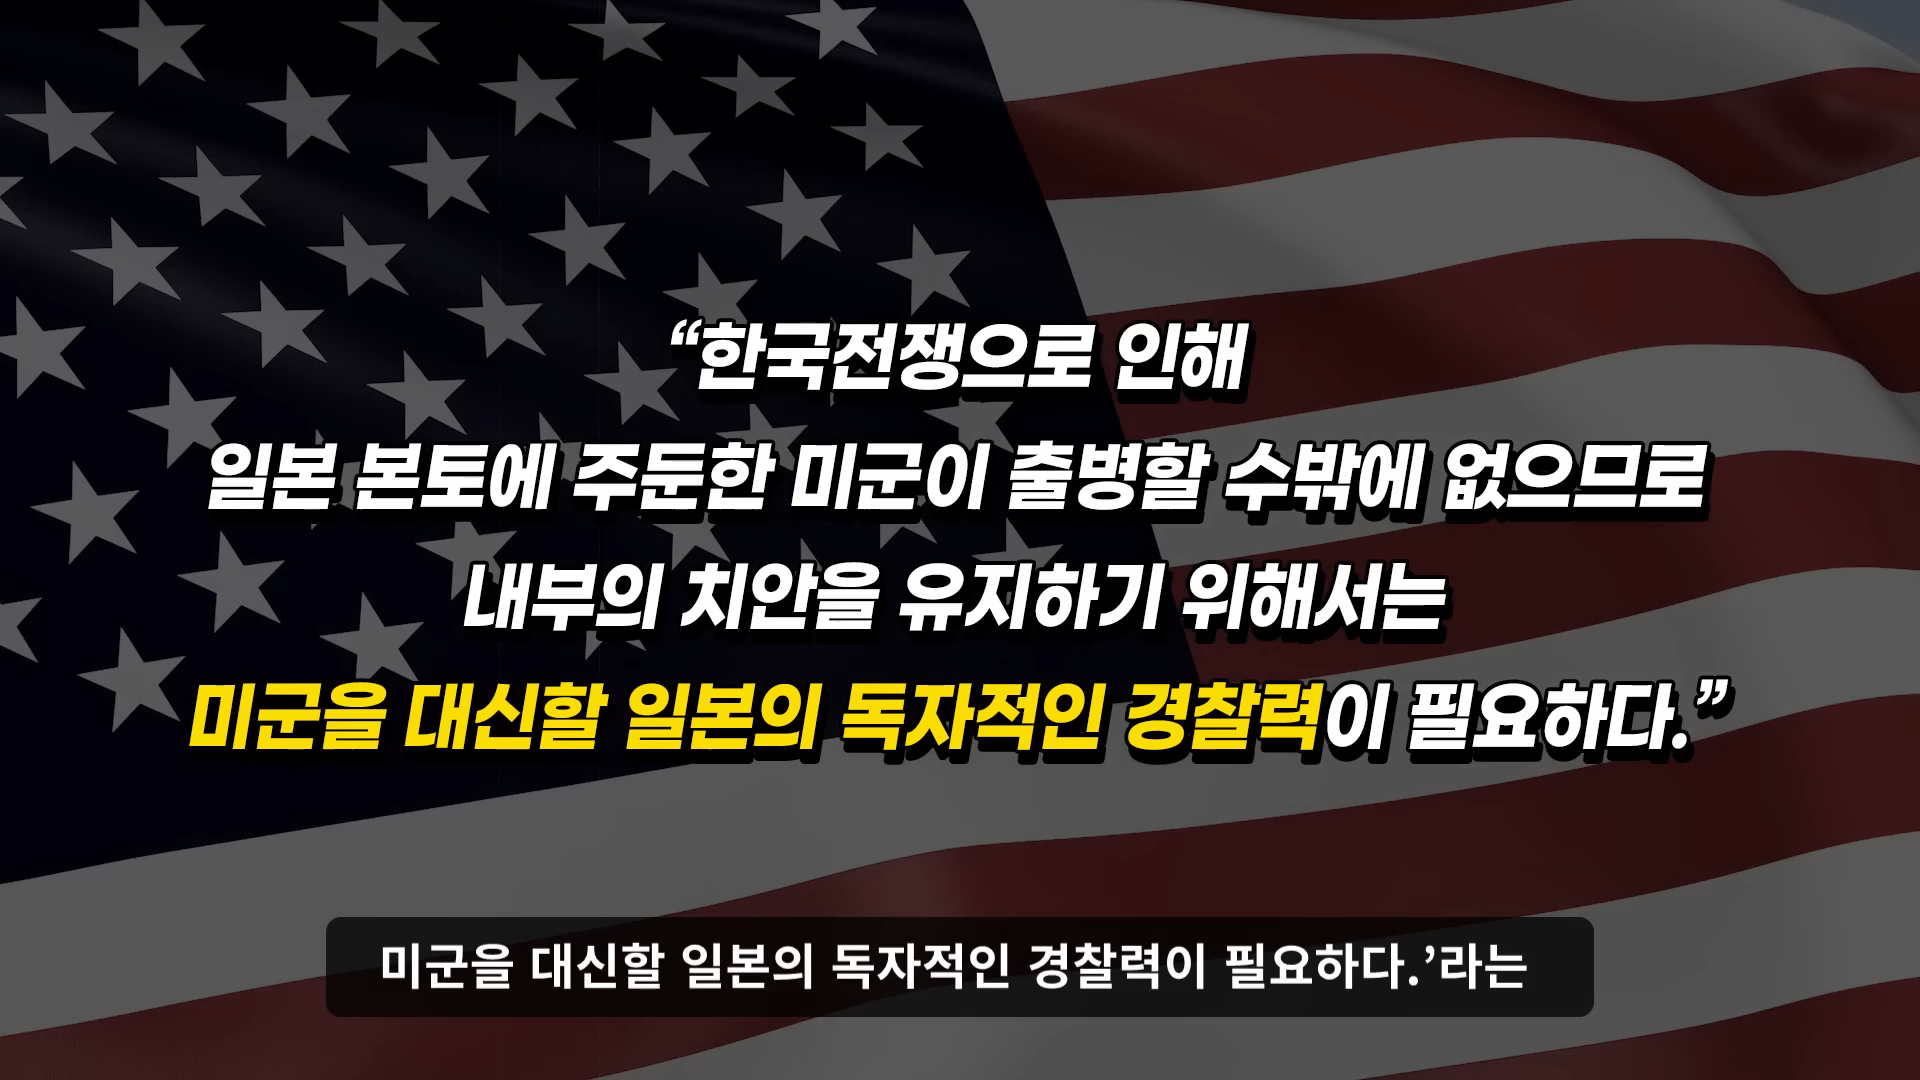 “한국전쟁으로 인해
일본 본토에 주둔한 미군이 출병할 수밖에 없으므로
내부의 치안을 유지하기 위해서는
미군을 대신할 일본의 독자적인 경찰력이 필요하다.”
미군을 대신할 일본의 독자적인 경찰력이 필요하다.’라는